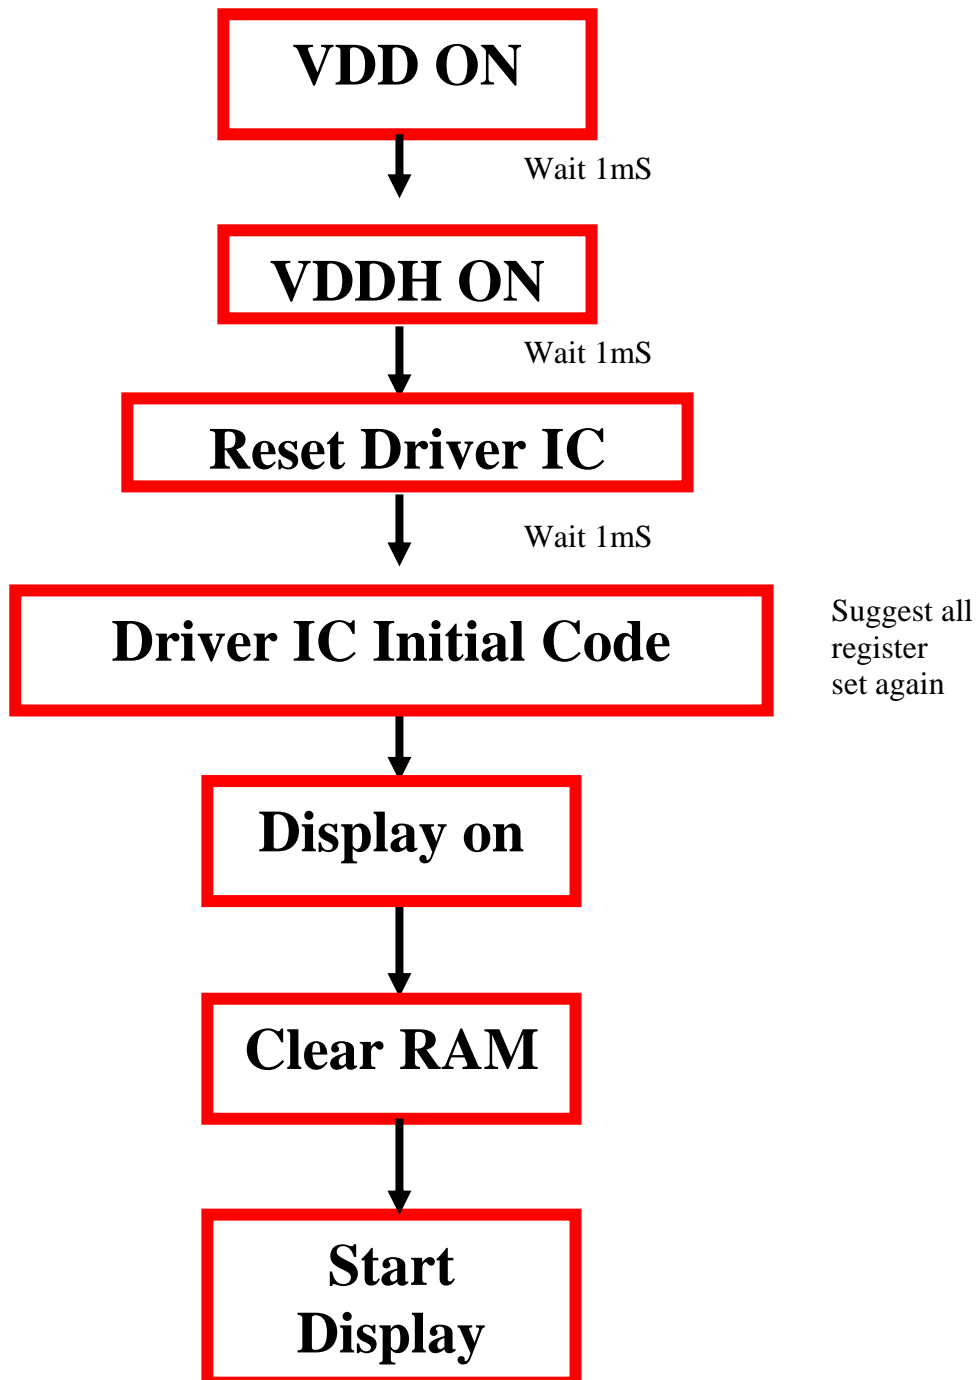 VDD ON
Wait 1mS
VDDH ON
Wait 1mS
Reset Driver IC
Wait 1mS
Driver IC Initial Code
Suggest all
register
set again
Display on
Clear RAM
Start
Display